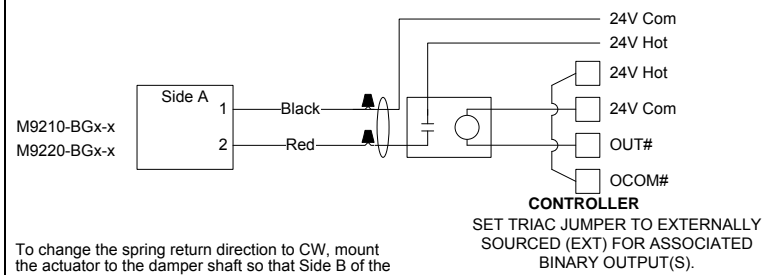 24V Com
24V Hot
24V Hot
Side A
1
Black
24V Com
M9210-BGx-x
M9220-BGx-x
2
Red
OUT#
OCOM#
CONTROLLER
SET TRIAC JUMPER TO EXTERNALLY
SOURCED (EXT) FOR ASSOCIATED
BINARY OUTPUT(S).
To change the spring return direction to CW, mount
the actuator to the damper shaft so that Side B of the